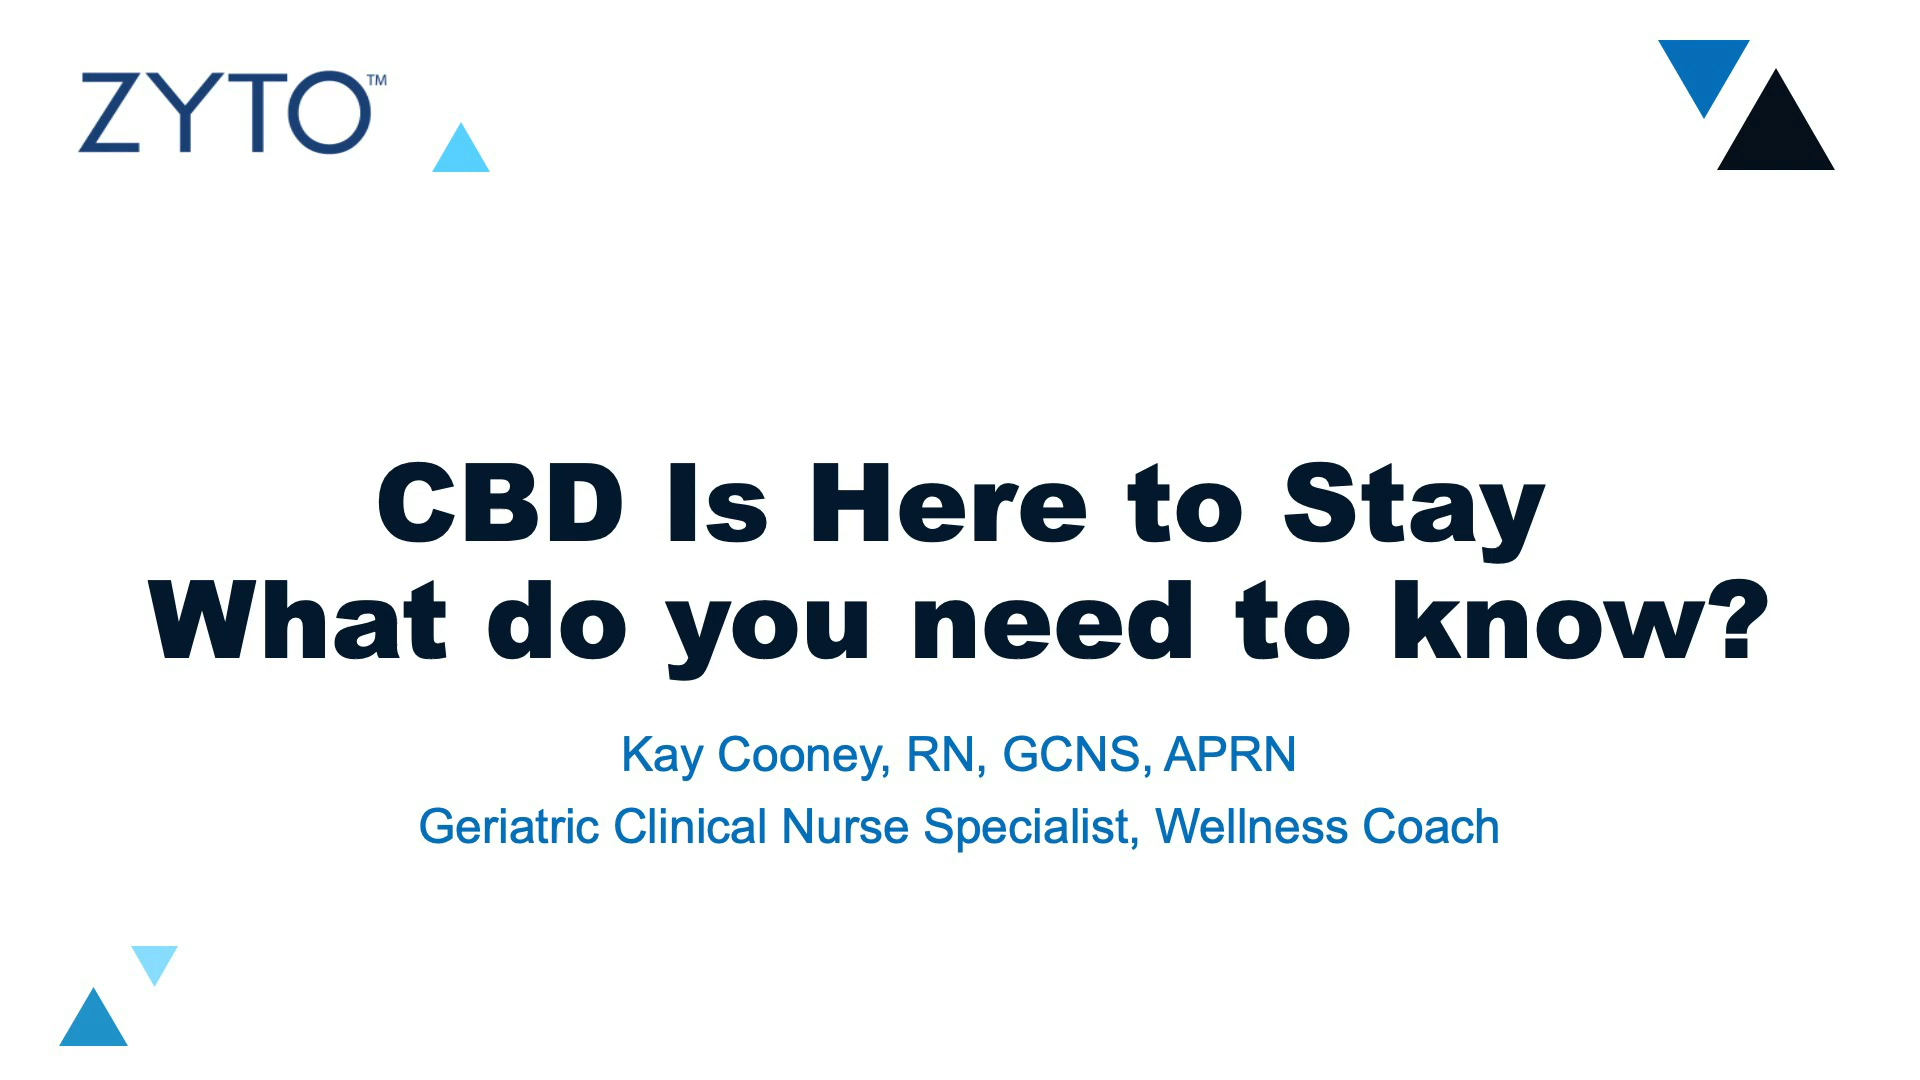 ZYTO™
CBD Is Here to Stay
What do you need to know?
Kay Cooney, RN, GCNS, APRN
Geriatric Clinical Nurse Specialist, Wellness Coach